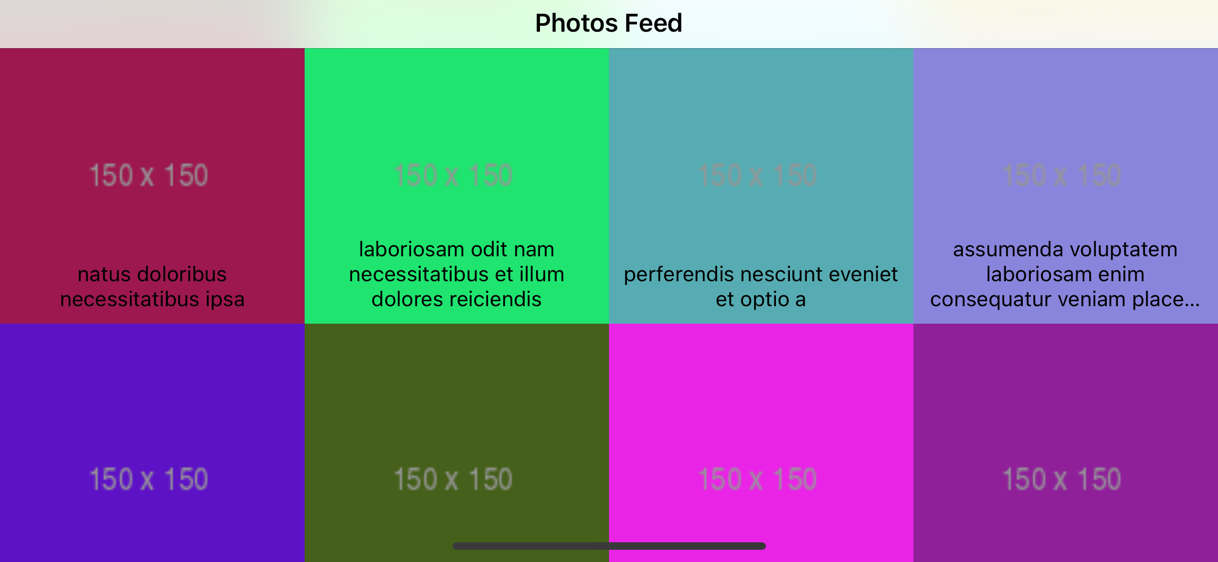 Photos Feed
150 x 150
150 x 150
150 x 150
150 x 150
natus doloribus
necessitatibus ipsa
laboriosam odit nam
necessitatibus et illum
dolores reiciendis
perferendis nesciunt eveniet
et optio a
assumenda voluptatem
laboriosam enim
consequatur veniam place...
150 x 150
150 x 150
150 x 150
150 x 150